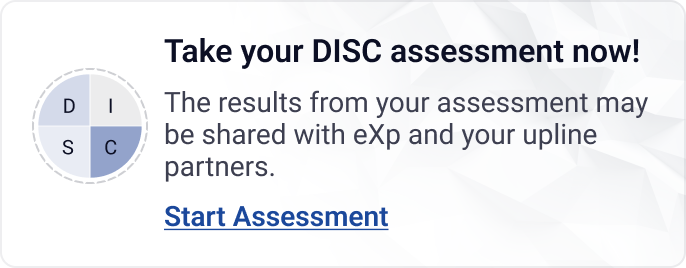 Take your DISC assessment now!
D I
The results from your assessment may
be shared with eXp and your upline
S C
partners.
Start Assessment